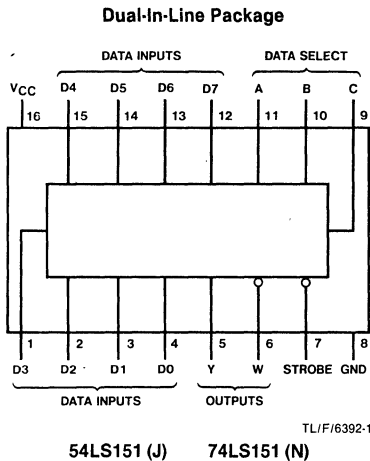 Dual-In-Line Package
DATA INPUTS DATA SELECT
VCC D4 D5 D6 D7 A B C
16 15 14 13 12 11 10 9
1 2 3 4 5 6 7 8
D3 D2 D1 D0 Y W STROBE GND
DATA INPUTS OUTPUTS
TL/F/6392-1
54LS151 (J) 74LS151 (N)